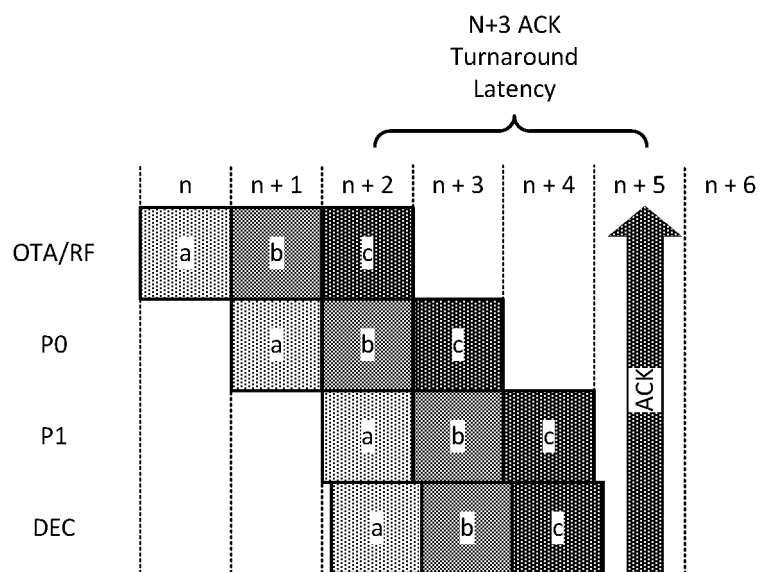 N+3 ACK
Turnaround
Latency
n n + 1 n + 2 n + 3 n + 4 n + 5 n + 6
OTA/RF a b c
P0 a b c
P1 a b c
ACK
DEC a b c